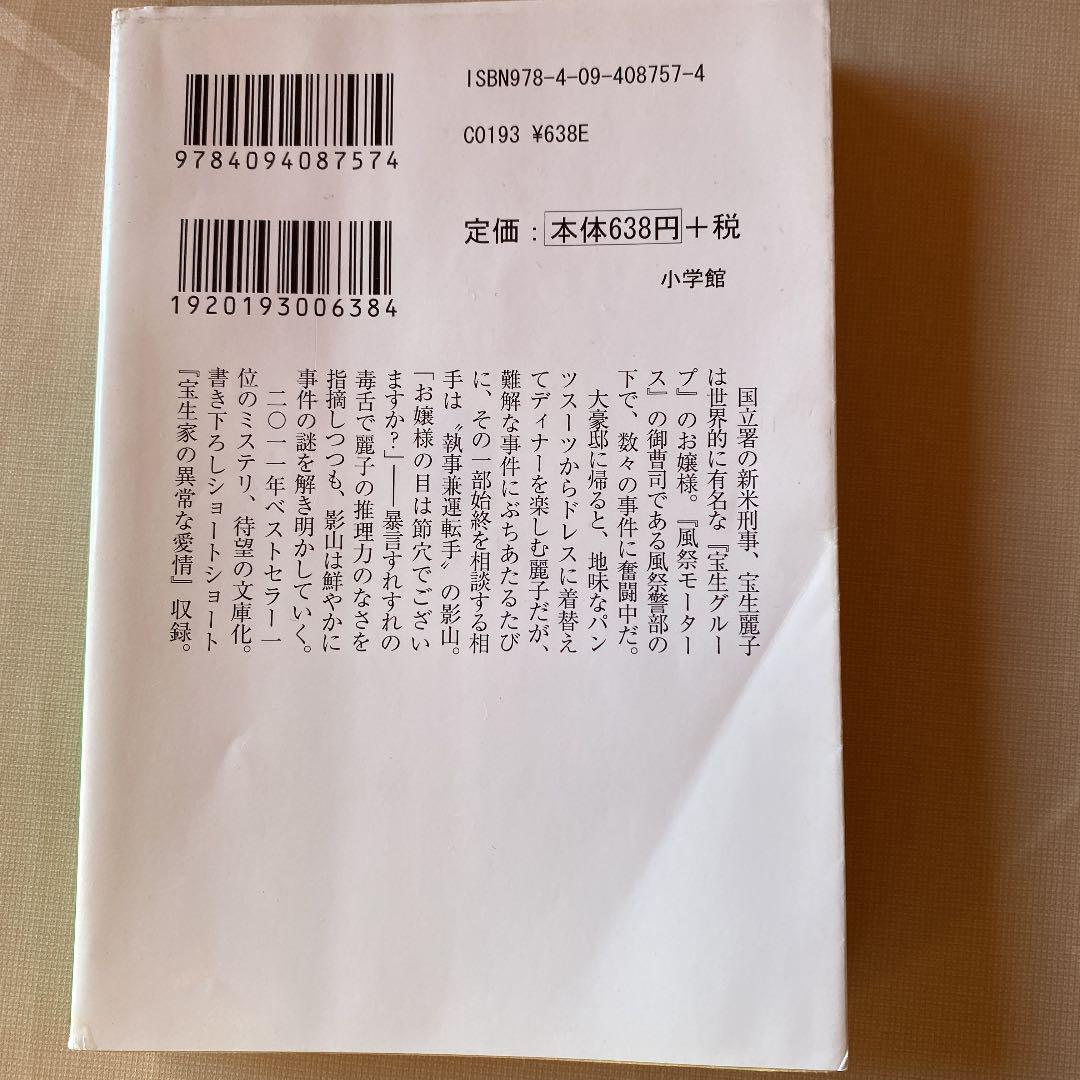 ISBN978-4-09-408757-4
9784094087574
C0193 ¥638E
1920193006384
定価：本体638円＋税
小学館
国立署の新米刑事、宝生麗子
は世界的に有名な『宝生グルー
プ』のお嬢様。『風祭モーター
ス』の御曹司である風祭警部の
下で、数々の事件に奮闘中だ。
大豪邸に帰ると、地味なパン
ツスーツからドレスに着替え
てディナーを楽しむ麗子だが、
難解な事件にぶちあたるたび
に、その一部始終を相談する相
手は〝執事兼運転手〟の影山。
「お嬢様の目は節穴でござい
ますか？」――暴言すれすれの
毒舌で麗子の推理力のなさを
指摘しつつも、影山は鮮やかに
事件の謎を解き明かしていく。
二〇一一年ベストセラー一
位のミステリ、待望の文庫化。
書き下ろしショートショート
『宝生家の異常な愛情』収録。